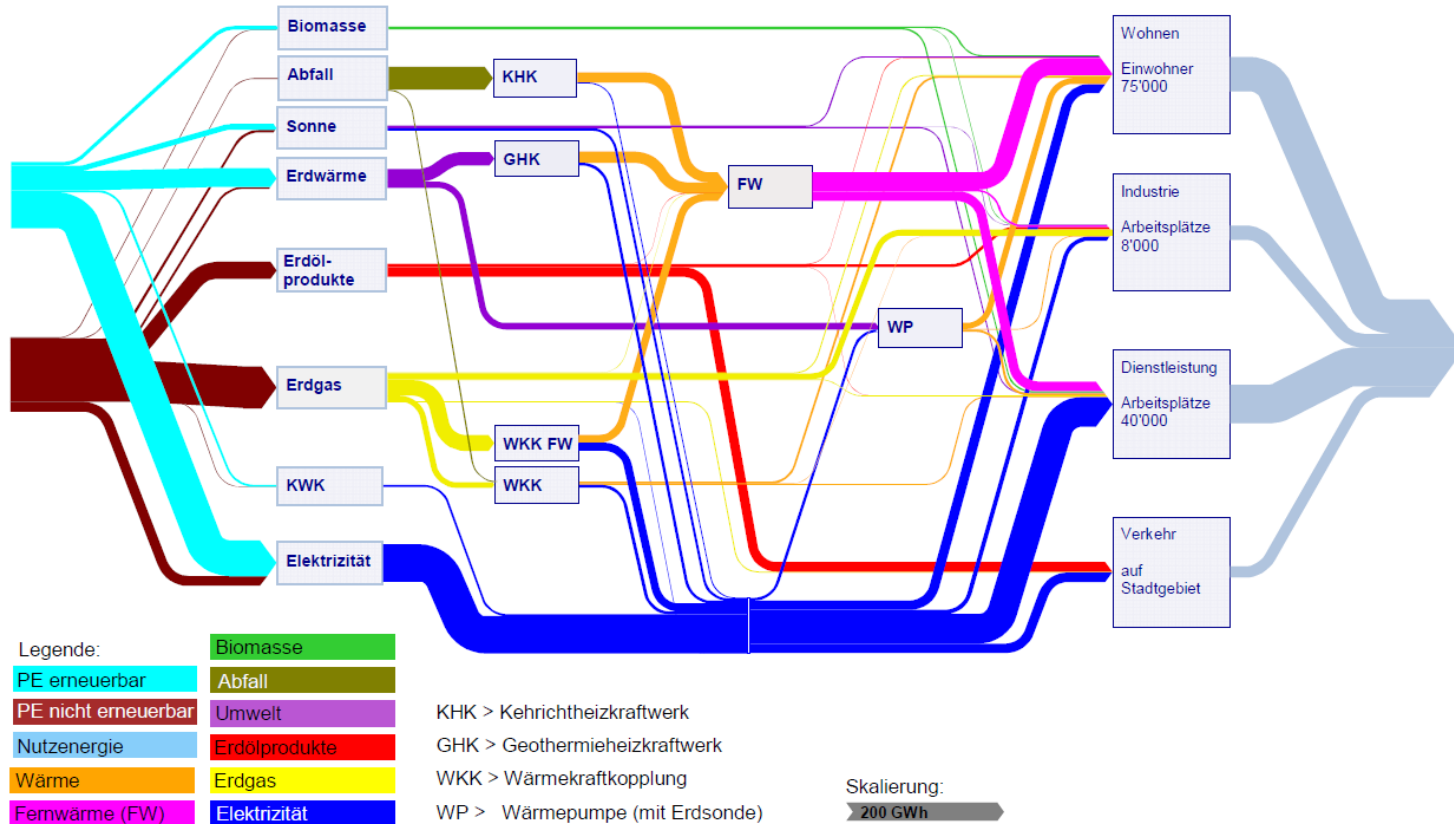 Biomasse
Abfall
Sonne
Erdwärme
Erdöl-
produkte
Erdgas
KWK
Elektrizität
KHK
GHK
WKK FW
WKK
FW
WP
Wohnen
Einwohner
75'000
Industrie
Arbeitsplätze
8'000
Dienstleistung
Arbeitsplätze
40'000
Verkehr
auf
Stadtgebiet
Legende:
PE erneuerbar
PE nicht erneuerbar
Nutzenergie
Wärme
Fernwärme (FW)
Biomasse
Abfall
Umwelt
Erdölprodukte
Erdgas
Elektrizität
KHK > Kehrichtheizkraftwerk
GHK > Geothermieheizkraftwerk
WKK > Wärmekraftkopplung
WP > Wärmepumpe (mit Erdsonde)
Skalierung:
200 GWh